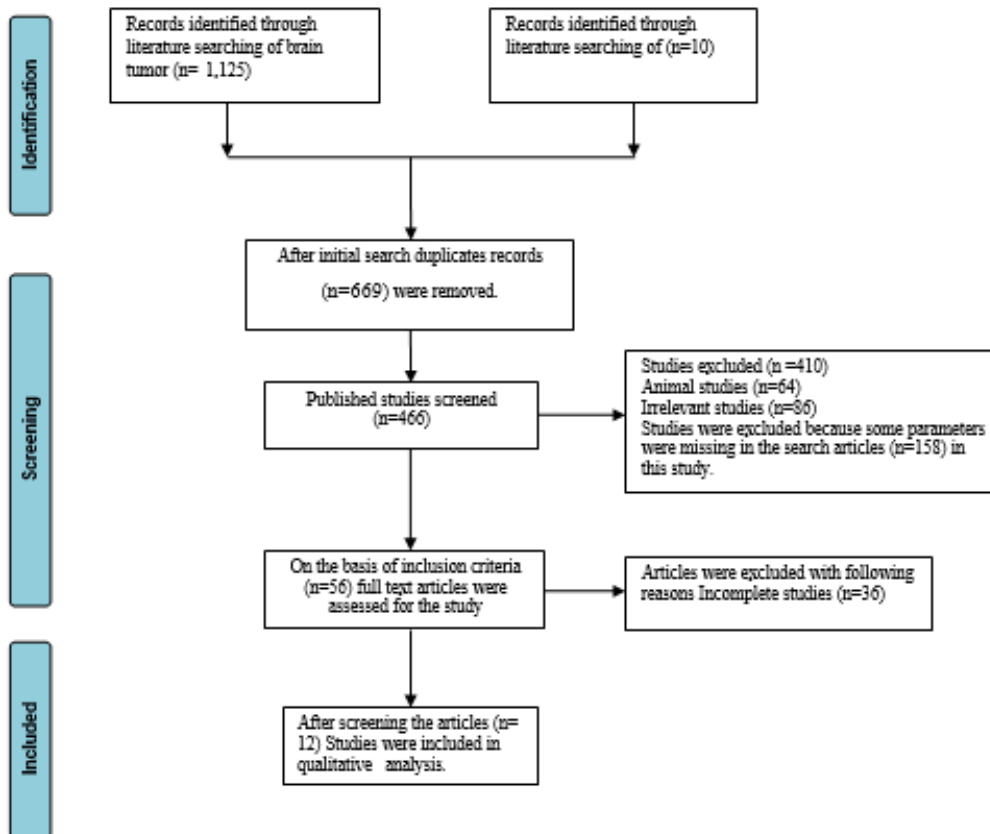 Identification
Records identified through
literature searching of brain
tumor (n= 1,125)
Records identified through
literature searching of (n=10)
Screening
After initial search duplicates records
(n=669) were removed.
Published studies screened
(n=466)
Studies excluded (n =410)
Animal studies (n=64)
Irrelevant studies (n=86)
Studies were excluded because some parameters
were missing in the search articles (n=158) in
this study.
On the basis of inclusion criteria
(n=56) full text articles were
assessed for the study
Articles were excluded with following
reasons Incomplete studies (n=36)
Included
After screening the articles (n=
12) Studies were included in
qualitative analysis.